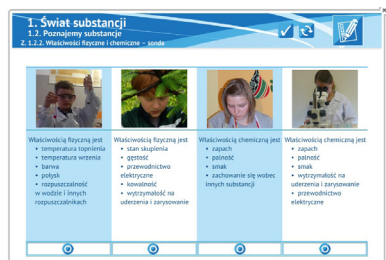 1. Świat substancji
1.2. Poznajemy substancje
Z. 1.2.2. Właściwości fizyczne i chemiczne – sonda
Właściwością fizyczną jest
• temperatura topnienia
• temperatura wrzenia
• barwa
• połysk
• rozpuszczalność
w wodzie i innych
rozpuszczalnikach
Właściwością fizyczną jest
• stan skupienia
• gęstość
• przewodnictwo
elektryczne
• kowalność
• wytrzymałość na
uderzenia i zarysowanie
Właściwością chemiczną jest
• zapach
• palność
• smak
• zachowanie się wobec
innych substancji
Właściwością chemiczną jest
• zapach
• palność
• smak
• wytrzymałość na
uderzenia i zarysowanie
• przewodnictwo
elektryczne